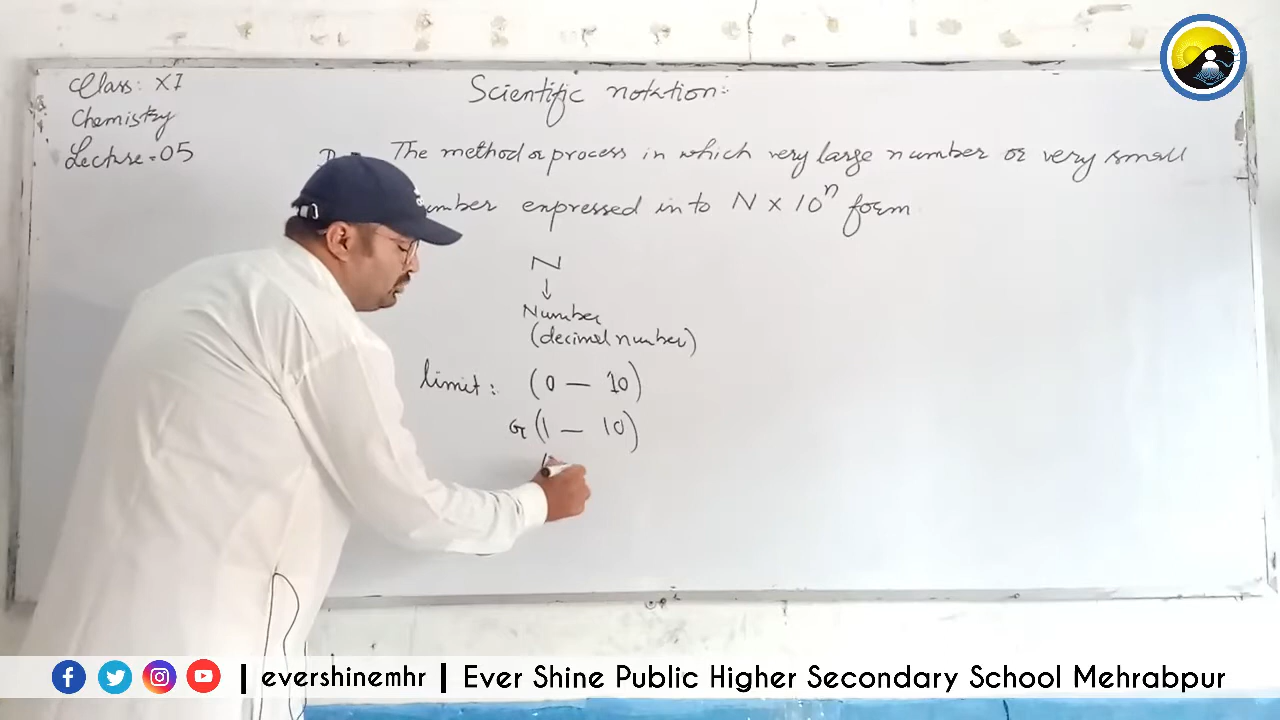 Class: XI
Chemistry
Lecture = 05
Scientific notation:-
The method or process in which very large number or very small
number expressed in to N × 10ⁿ form
N
↓
Number
(decimal number)
limit: (0 — 10)
or (1 — 10)
| evershinemhr | Ever Shine Public Higher Secondary School Mehrabpur